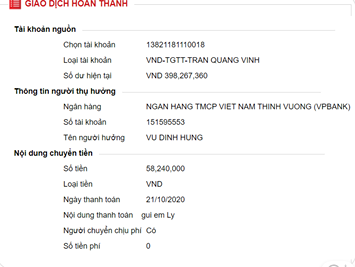 GIAO DỊCH HOÀN THÀNH
Tài khoản nguồn
Chọn tài khoản 13821181110018
Loại tài khoản VND-TGTT-TRAN QUANG VINH
Số dư hiện tại VND 398,267,360
Thông tin người thụ hưởng
Ngân hàng NGAN HANG TMCP VIET NAM THINH VUONG (VPBANK)
Số tài khoản 151595553
Tên người hưởng VU DINH HUNG
Nội dung chuyển tiền
Số tiền 58,240,000
Loại tiền VND
Ngày thanh toán 21/10/2020
Nội dung thanh toán gui em Ly
Người chuyển chịu phí Có
Số tiền phí 0